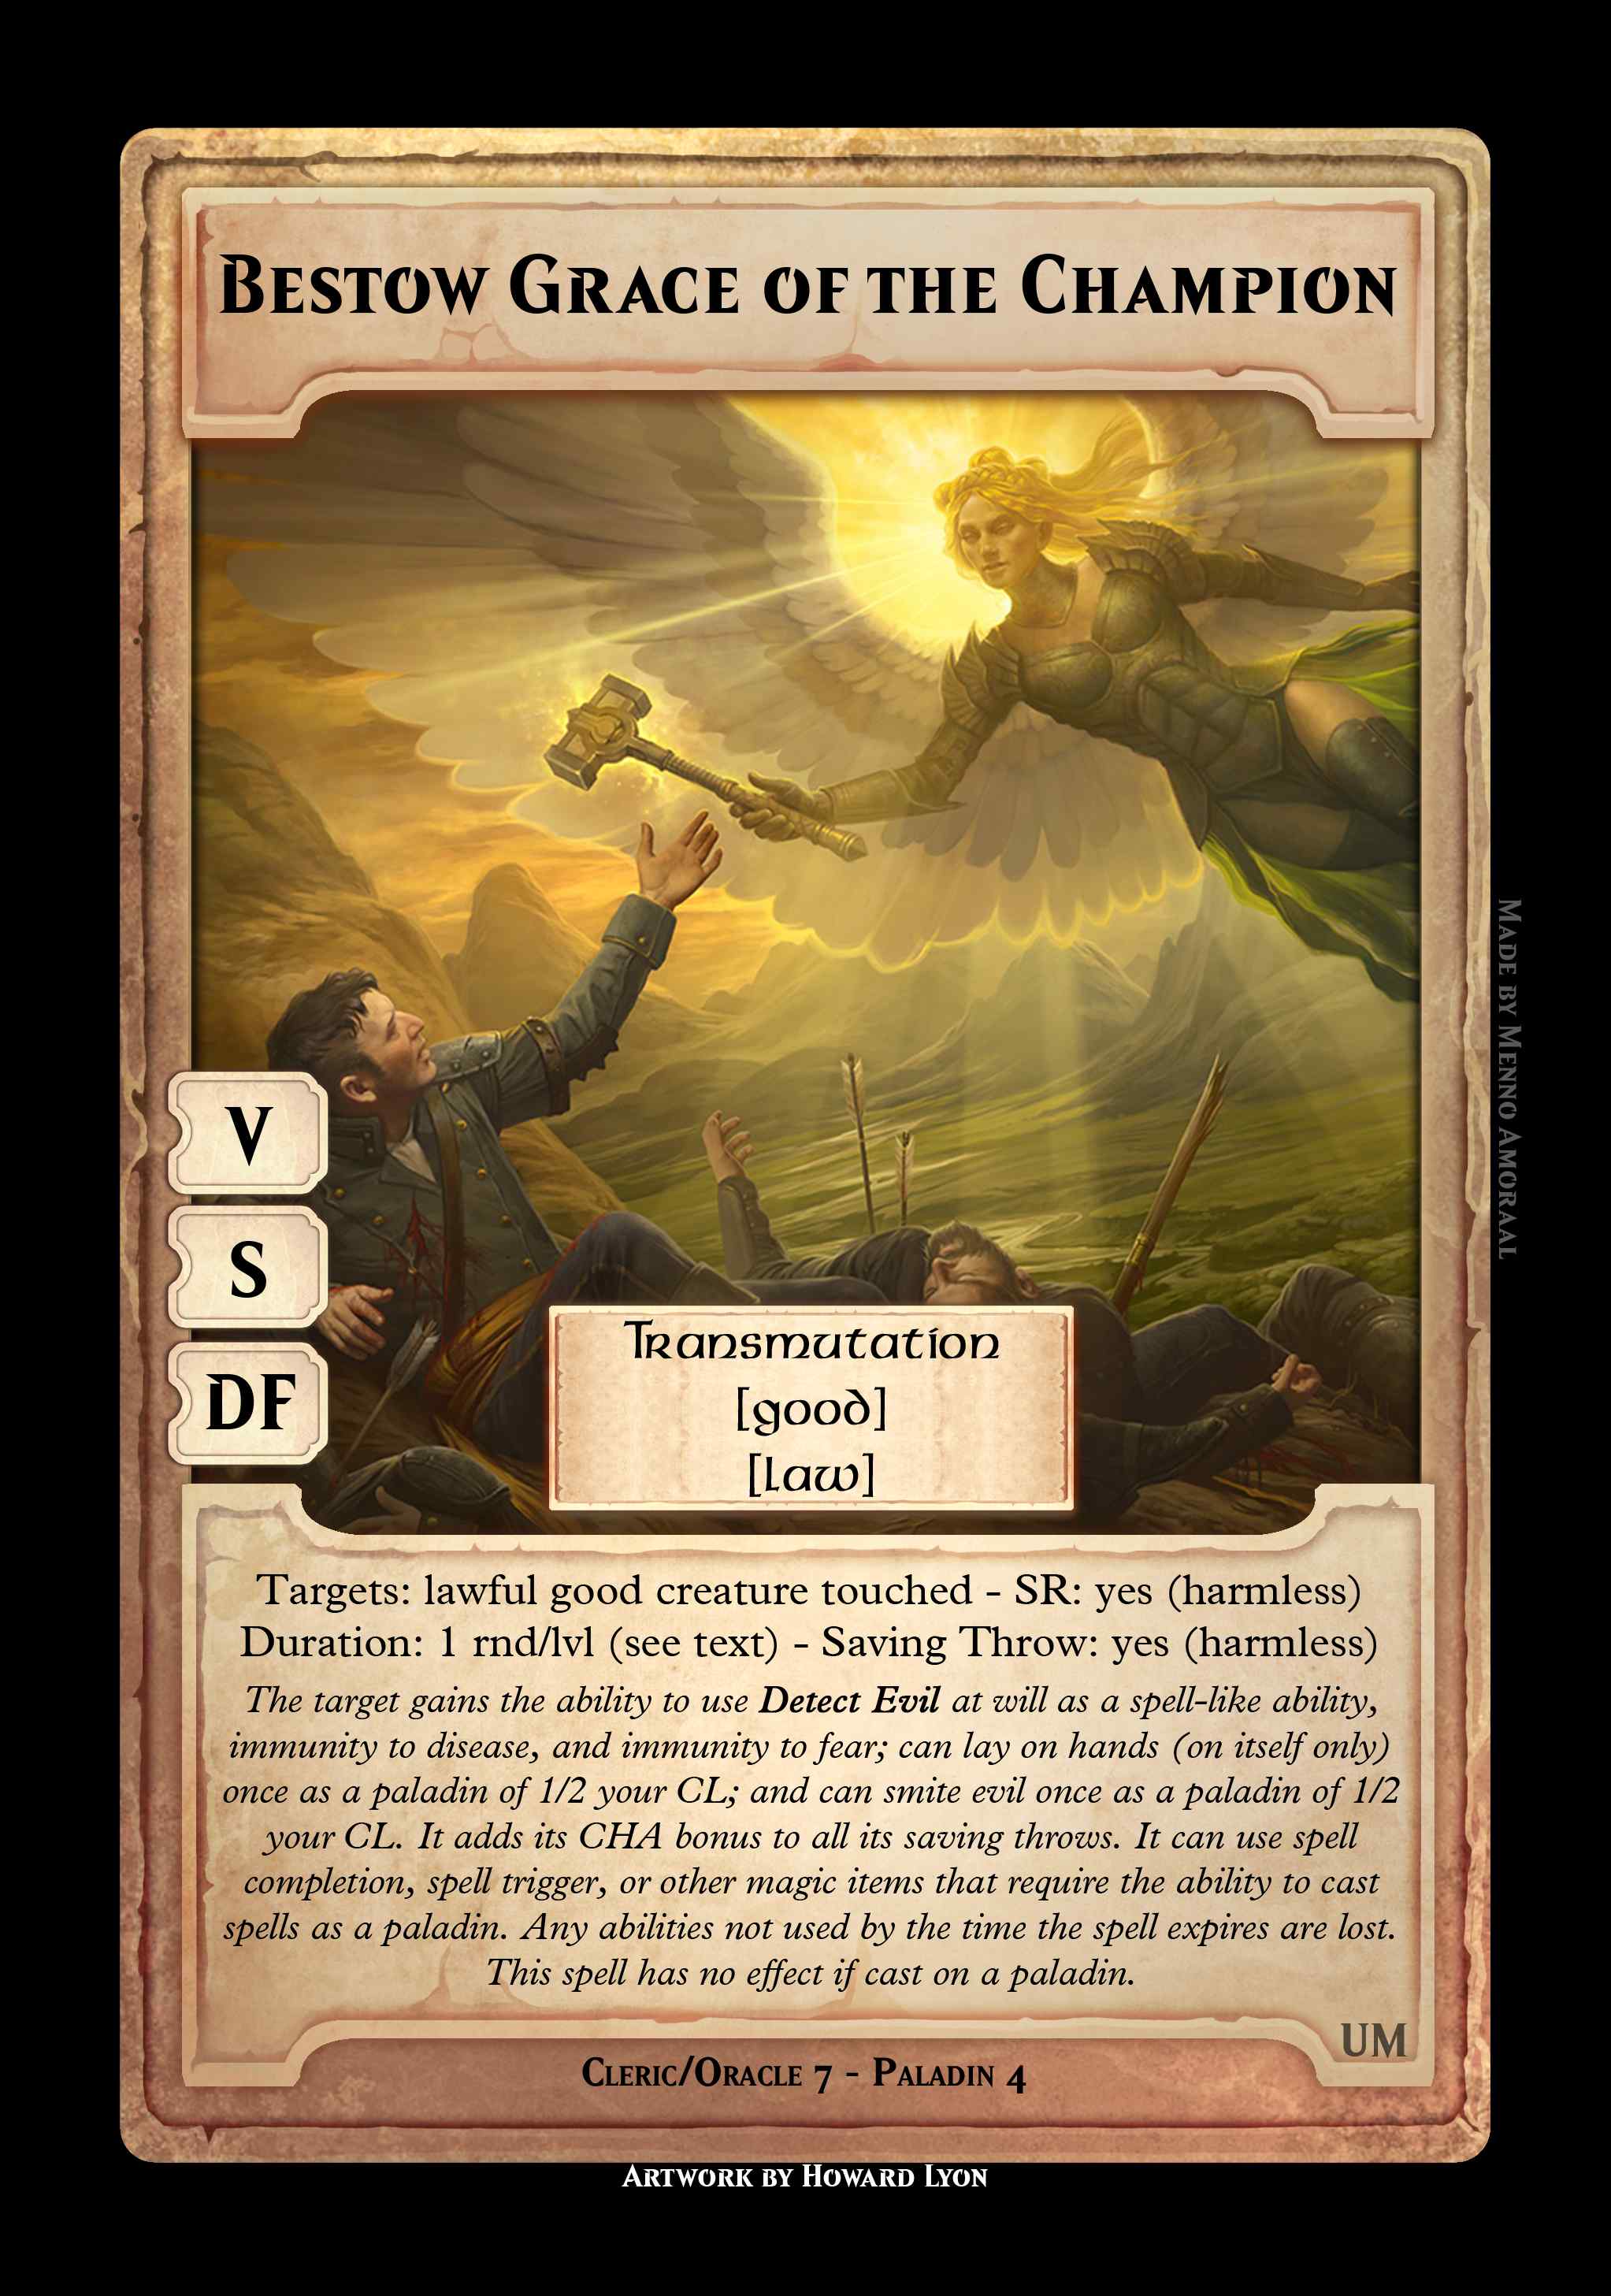 Bestow Grace of the Champion
V
S
DF
Transmutation
[good]
[law]
Targets: lawful good creature touched - SR: yes (harmless)
Duration: 1 rnd/lvl (see text) - Saving Throw: yes (harmless)
The target gains the ability to use Detect Evil at will as a spell-like ability,
immunity to disease, and immunity to fear; can lay on hands (on itself only)
once as a paladin of 1/2 your CL; and can smite evil once as a paladin of 1/2
your CL. It adds its CHA bonus to all its saving throws. It can use spell
completion, spell trigger, or other magic items that require the ability to cast
spells as a paladin. Any abilities not used by the time the spell expires are lost.
This spell has no effect if cast on a paladin.
UM
Cleric/Oracle 7 - Paladin 4
Artwork by Howard Lyon
Made by Menno Amoraal